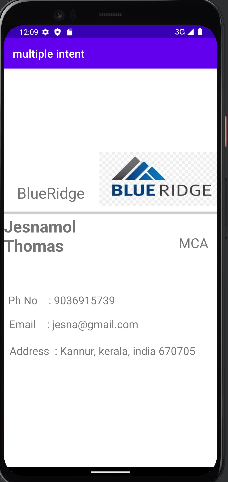 12:09 3G
multiple intent
BLUE RIDGE
BlueRidge
Jesnamol
Thomas
MCA
Ph No : 9036915739
Email : jesna@gmail.com
Address : Kannur, kerala, india 670705